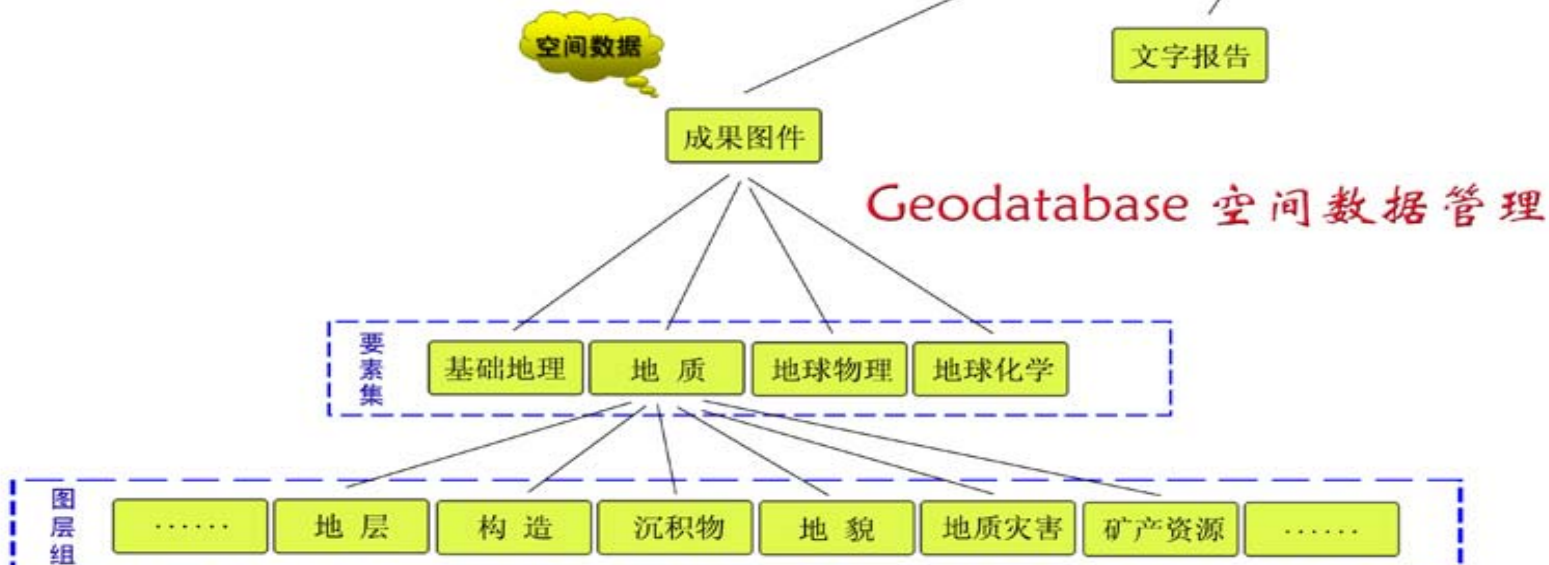 空间数据
文字报告
成果图件
Geodatabase 空间数据管理
要素集
基础地理 地 质 地球物理 地球化学
图层组
...... 地 层 构 造 沉积物 地 貌 地质灾害 矿产资源 ......